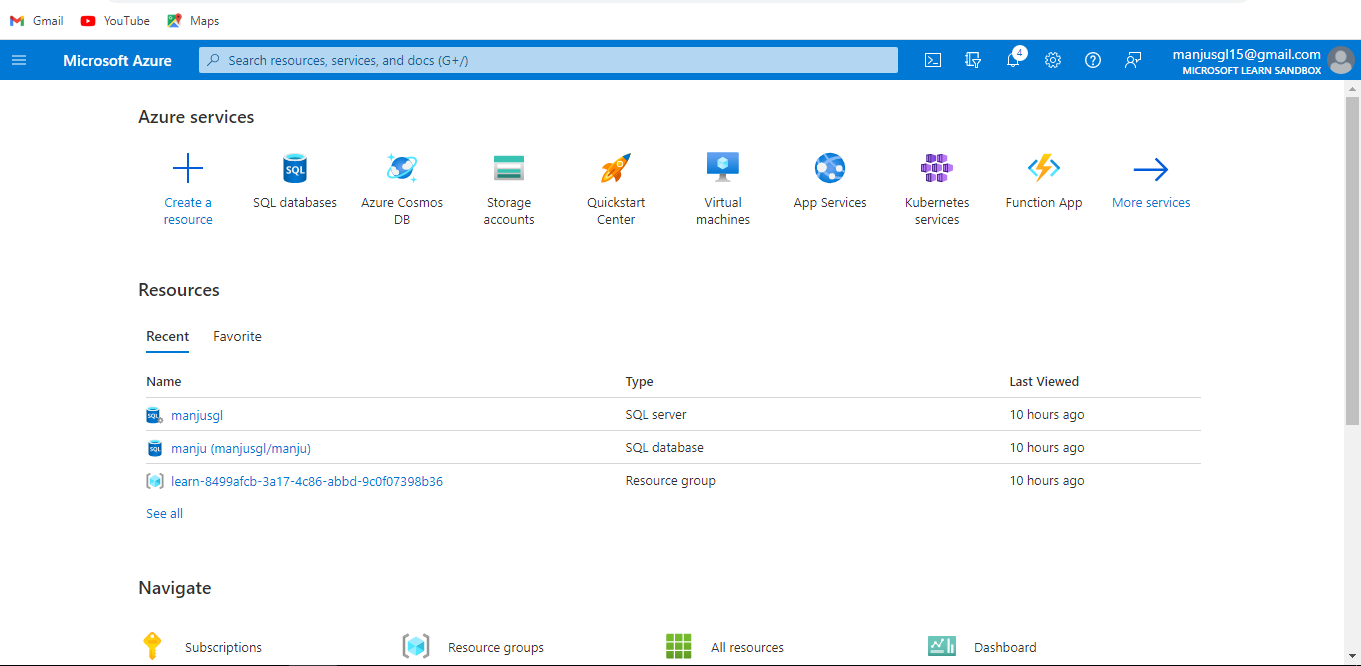 Gmail YouTube Maps
Microsoft Azure Search resources, services, and docs (G+/) 4 manjusgl15@gmail.com
MICROSOFT LEARN SANDBOX
Azure services
Create a resource
SQL
SQL databases
Azure Cosmos DB
Storage accounts
Quickstart Center
Virtual machines
App Services
Kubernetes services
Function App
More services
Resources
Recent Favorite
Name Type Last Viewed
SQL manjusgl SQL server 10 hours ago
SQL manju (manjusgl/manju) SQL database 10 hours ago
learn-8499afcb-3a17-4c86-abbd-9c0f07398b36 Resource group 10 hours ago
See all
Navigate
Subscriptions Resource groups All resources Dashboard